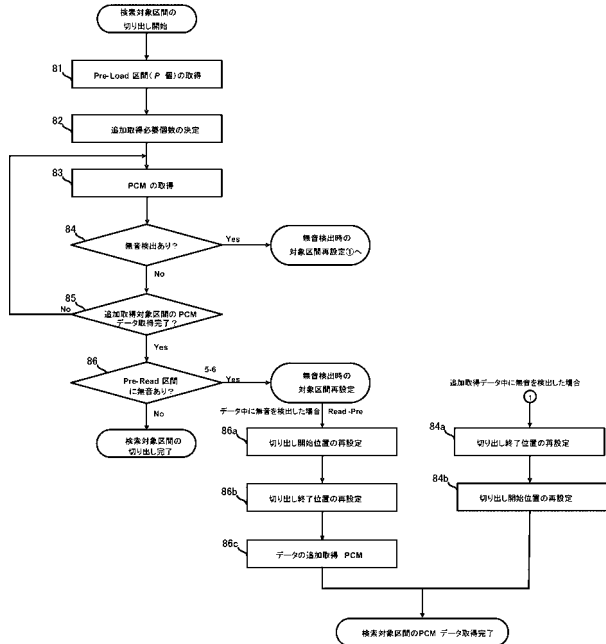 検索対象区間の
切り出し開始
81
Pre-Load 区間(P 個)の取得
82
追加取得必要個数の決定
83
PCM の取得
84
無音検出あり?
Yes
無音検出時の
対象区間再設定①へ
No
85
No
追加取得対象区間の PCM
データ取得完了?
Yes
86
Pre-Read 区間
に無音あり?
5-6
Yes
無音検出時の
対象区間再設定
No
検索対象区間の
切り出し完了
データ中に無音を検出した場合 Read -Pre
86a
切り出し開始位置の再設定
86b
切り出し終了位置の再設定
86c
データの追加取得 PCM
追加取得データ中に無音を検出した場合
1
84a
切り出し終了位置の再設定
84b
切り出し開始位置の再設定
検索対象区間のPCM データ取得完了